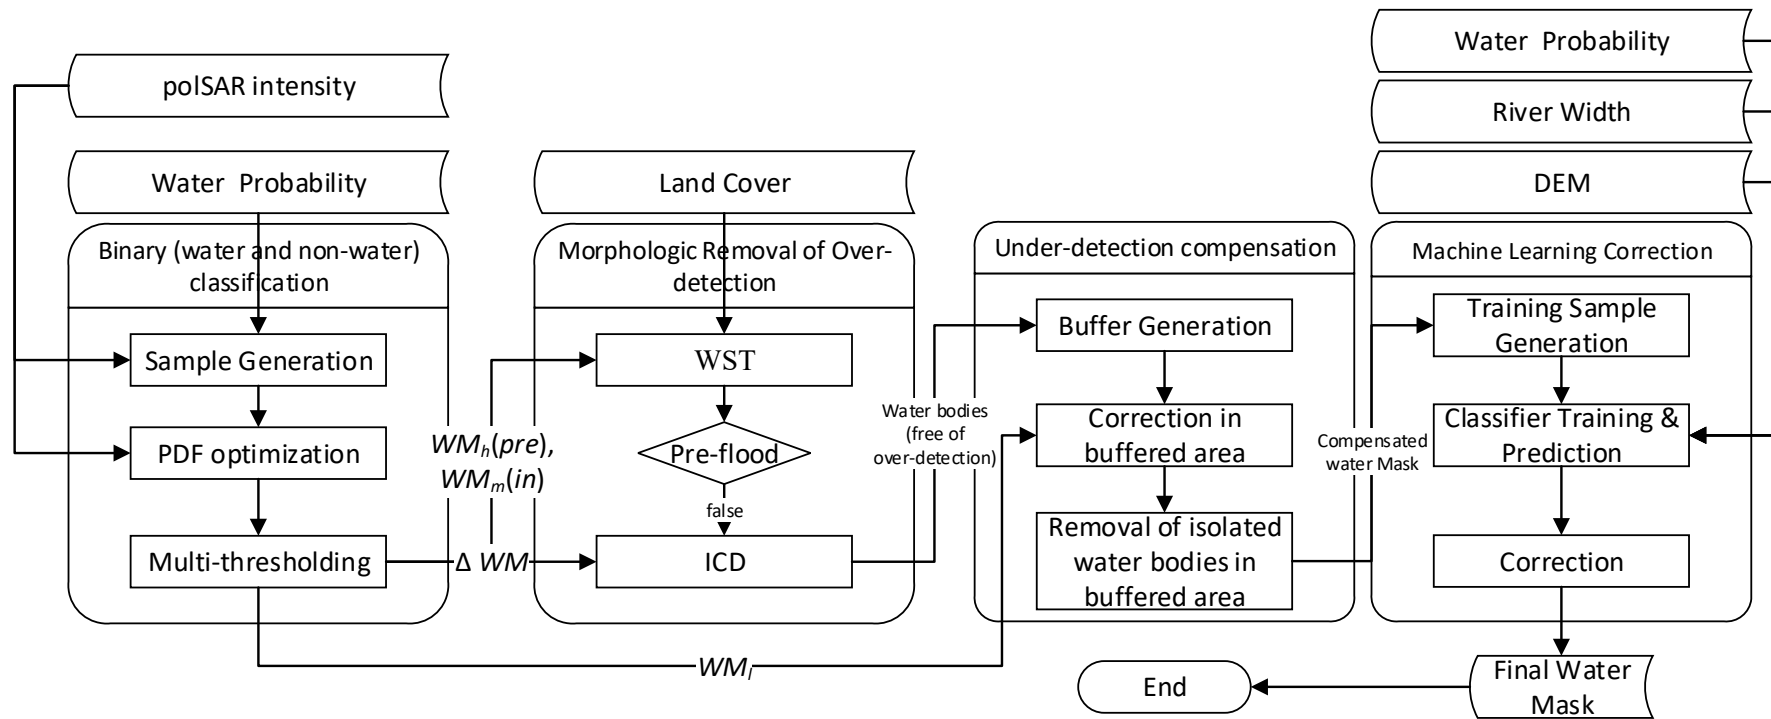 polSAR intensity
Water Probability
Binary (water and non-water)
classification
Sample Generation
PDF optimization
Multi-thresholding
WMₕ(pre),
WMₘ(in)
Δ WM
WMₗ
Land Cover
Morphologic Removal of Over-
detection
WST
Pre-flood
false
ICD
Water bodies
(free of
over-detection)
Under-detection compensation
Buffer Generation
Correction in
buffered area
Removal of isolated
water bodies in
buffered area
Compensated
water Mask
Water Probability
River Width
DEM
Machine Learning Correction
Training Sample
Generation
Classifier Training &
Prediction
Correction
Final Water
Mask
End